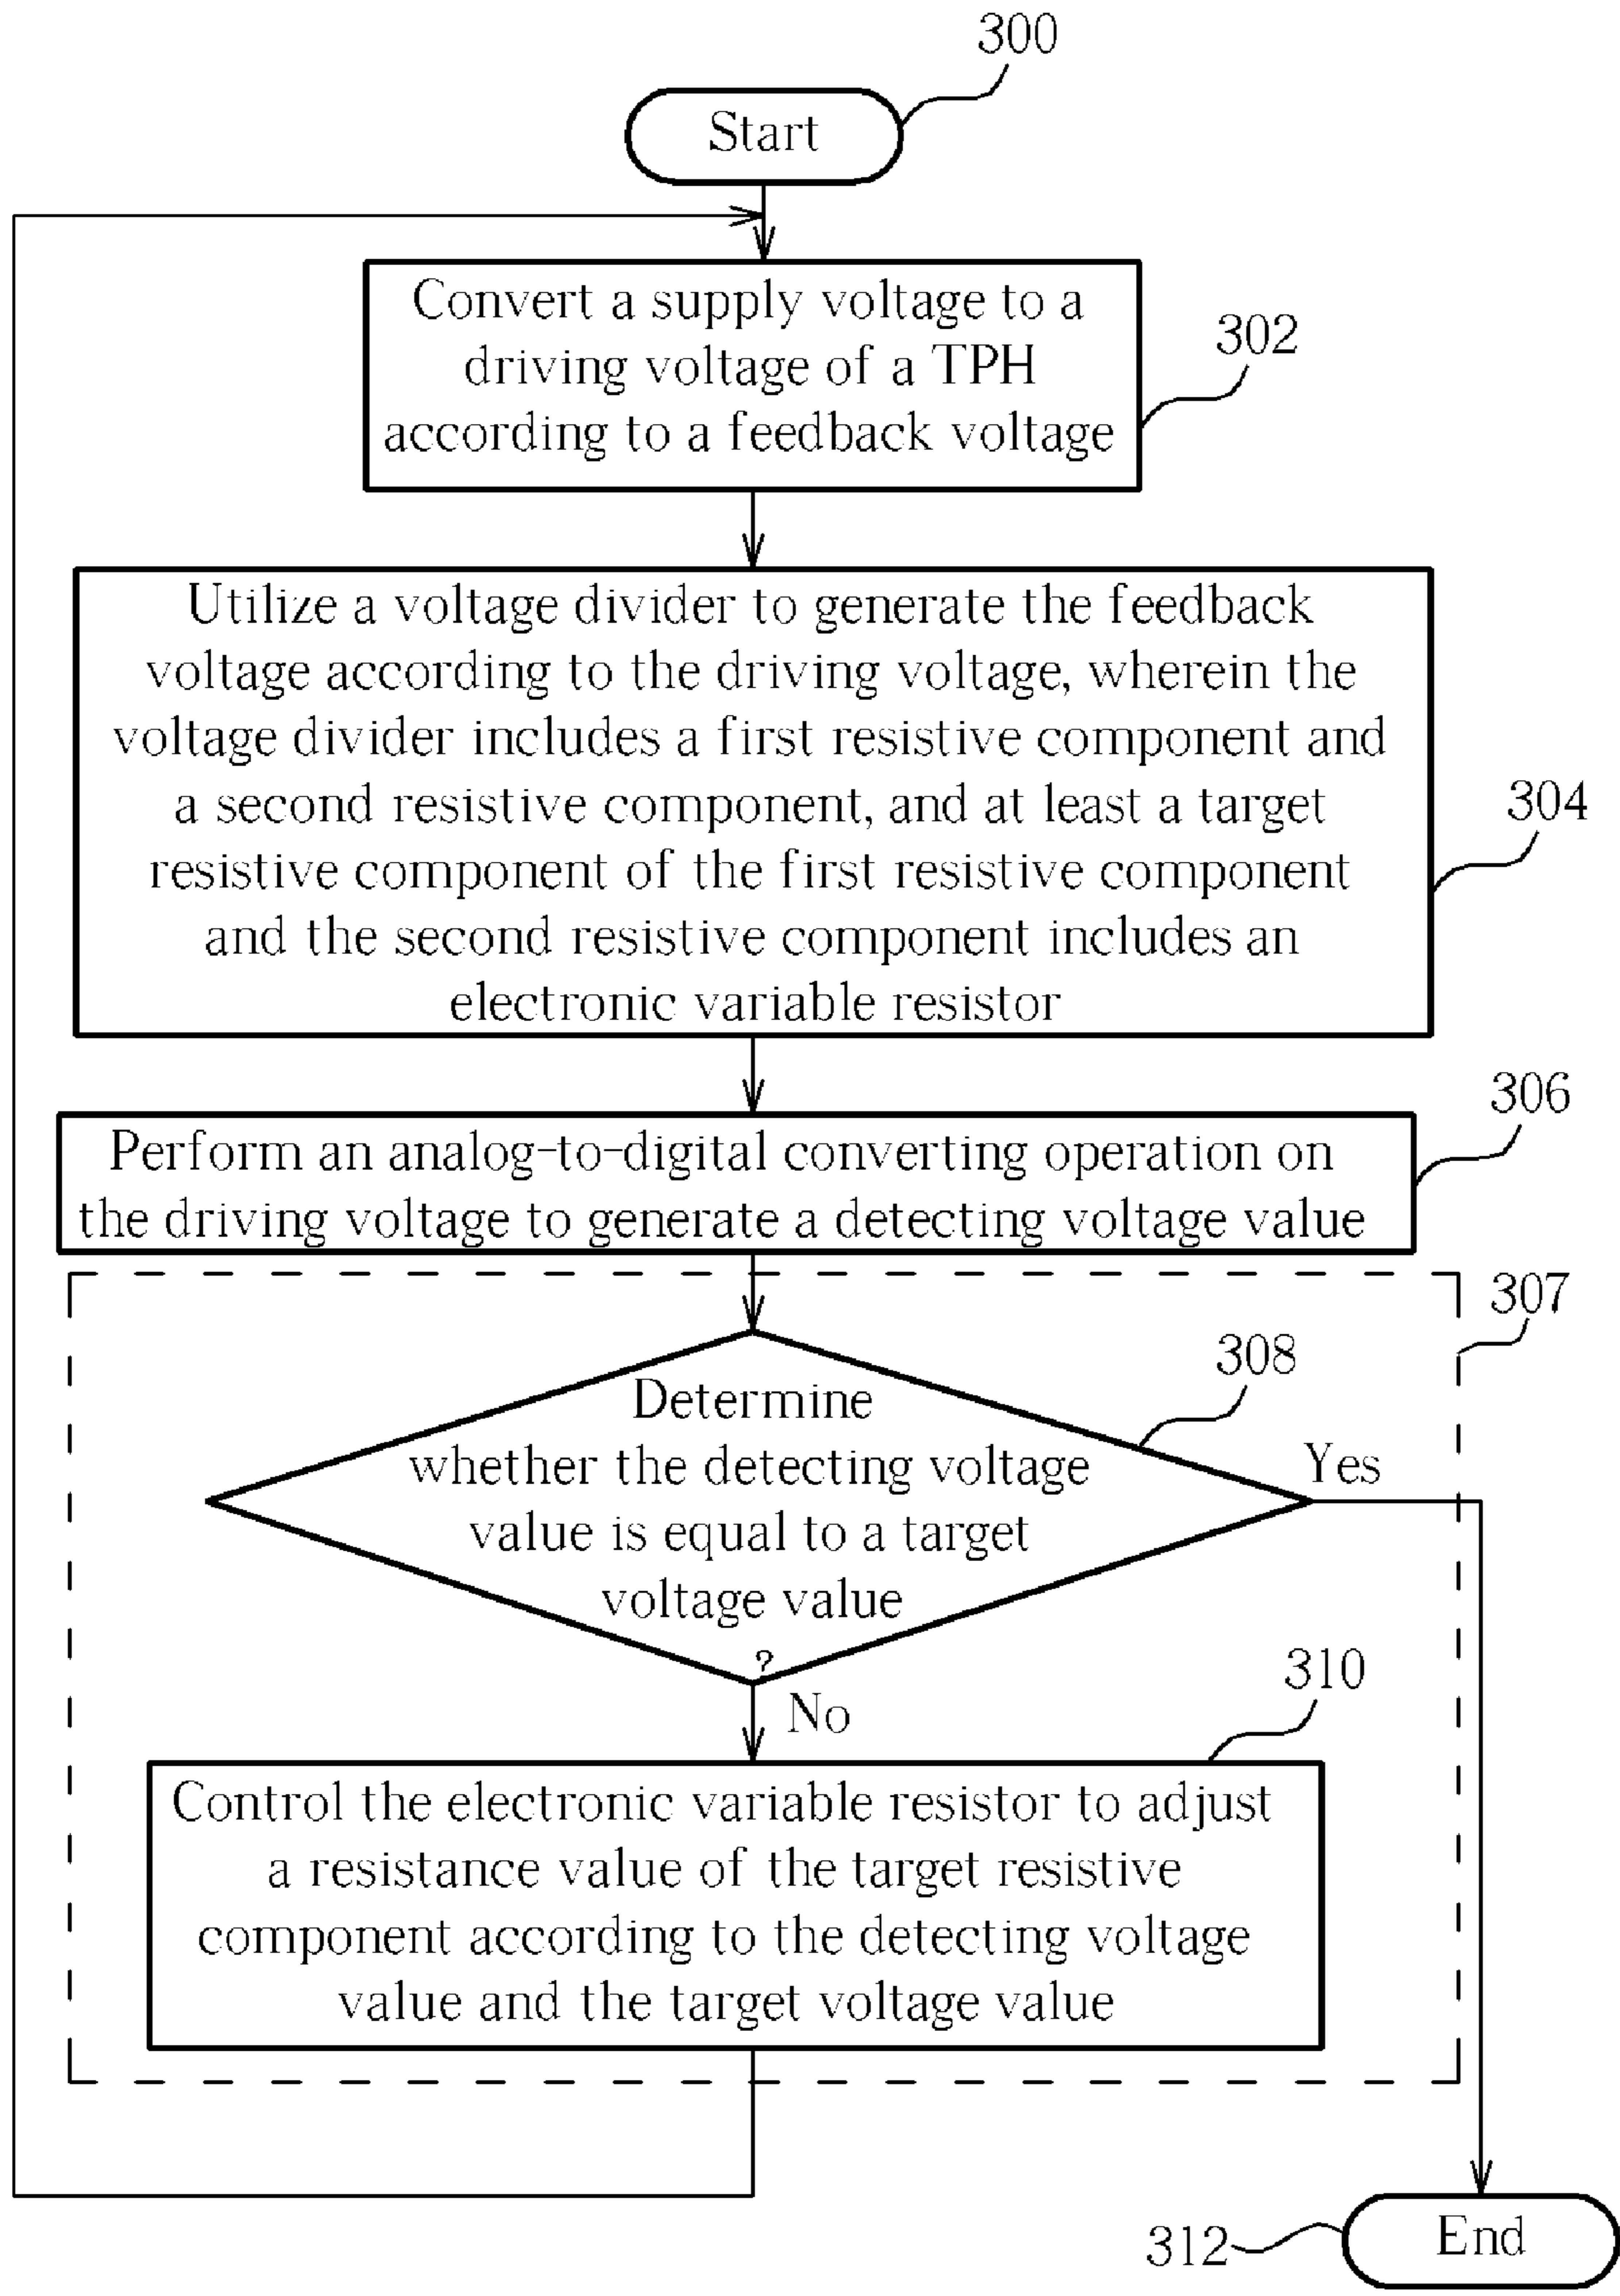 300
Start
Convert a supply voltage to a
driving voltage of a TPH
according to a feedback voltage
302
Utilize a voltage divider to generate the feedback
voltage according to the driving voltage, wherein the
voltage divider includes a first resistive component and
a second resistive component, and at least a target
resistive component of the first resistive component
and the second resistive component includes an
electronic variable resistor
304
Perform an analog-to-digital converting operation on
the driving voltage to generate a detecting voltage value
306
307
308
Determine
whether the detecting voltage
value is equal to a target
voltage value
?
Yes
No
310
Control the electronic variable resistor to adjust
a resistance value of the target resistive
component according to the detecting voltage
value and the target voltage value
312
End